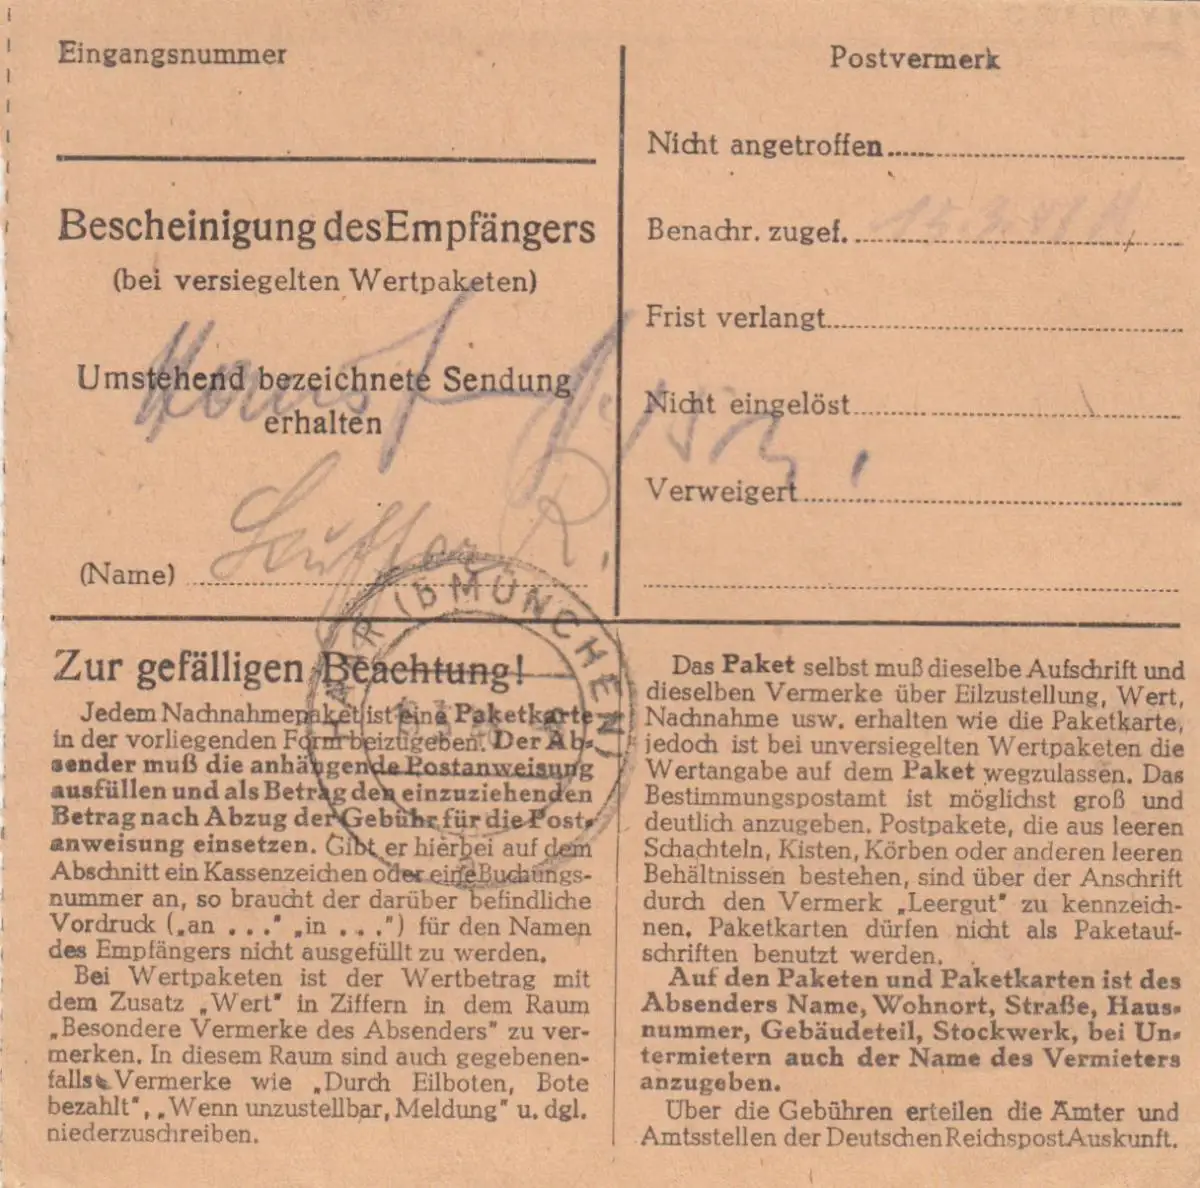 Eingangsnummer
Bescheinigung des Empfängers
(bei versiegelten Wertpaketen)
Umstehend bezeichnete Sendung
erhalten
(Name)
Postvermerk
Nicht angetroffen
Benachr. zugef.
Frist verlangt
Nicht eingelöst
Verweigert
HAAR (b MÜNCHEN)
Zur gefälligen Beachtung!
Jedem Nachnahmepaket ist eine Paketkarte
in der vorliegenden Form beizugeben. Der Ab-
sender muß die anhängende Postanweisung
ausfüllen und als Betrag den einzuziehenden
Betrag nach Abzug der Gebühr für die Post-
anweisung einsetzen. Gibt er hierbei auf dem
Abschnitt ein Kassenzeichen oder eine Buchungs-
nummer an, so braucht der darüber befindliche
Vordruck („an . . .“ „in . . .“) für den Namen
des Empfängers nicht ausgefüllt zu werden.
Bei Wertpaketen ist der Wertbetrag mit
dem Zusatz „Wert“ in Ziffern in dem Raum
„Besondere Vermerke des Absenders“ zu ver-
merken. In diesem Raum sind auch gegebenen-
falls Vermerke wie „Durch Eilboten, Bote
bezahlt“, „Wenn unzustellbar, Meldung“ u. dgl.
niederzuschreiben.
Das Paket selbst muß dieselbe Aufschrift und
dieselben Vermerke über Eilzustellung, Wert,
Nachnahme usw. erhalten wie die Paketkarte,
jedoch ist bei unversiegelten Wertpaketen die
Wertangabe auf dem Paket wegzulassen. Das
Bestimmungspostamt ist möglichst groß und
deutlich anzugeben. Postpakete, die aus leeren
Schachteln, Kisten, Körben oder anderen leeren
Behältnissen bestehen, sind über der Anschrift
durch den Vermerk „Leergut“ zu kennzeich-
nen. Paketkarten dürfen nicht als Paketauf-
schriften benutzt werden.
Auf den Paketen und Paketkarten ist des
Absenders Name, Wohnort, Straße, Haus-
nummer, Gebäudeteil, Stockwerk, bei Un-
termietern auch der Name des Vermieters
anzugeben.
Über die Gebühren erteilen die Ämter und
Amtsstellen der Deutschen Reichspost Auskunft.